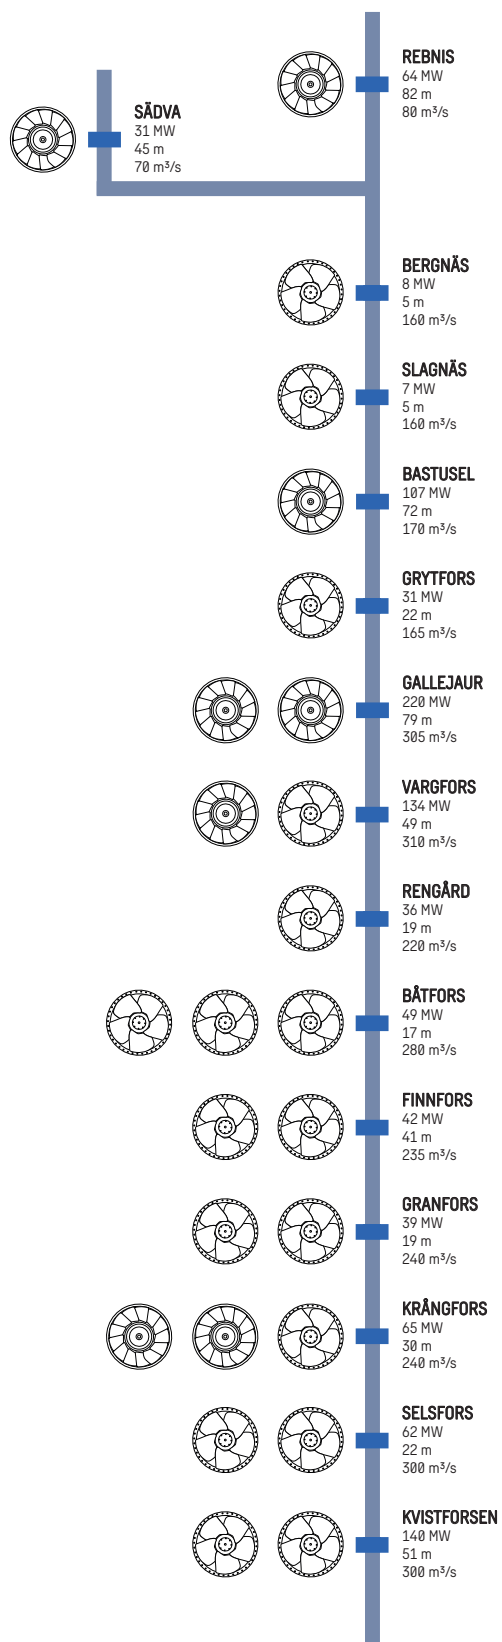 REBNIS
64 MW
82 m
80 m³/s
SÄDVA
31 MW
45 m
70 m³/s
BERGNÄS
8 MW
5 m
160 m³/s
SLAGNÄS
7 MW
5 m
160 m³/s
BASTUSEL
107 MW
72 m
170 m³/s
GRYTFORS
31 MW
22 m
165 m³/s
GALLEJAUR
220 MW
79 m
305 m³/s
VARGFORS
134 MW
49 m
310 m³/s
RENGÅRD
36 MW
19 m
220 m³/s
BÅTFORS
49 MW
17 m
280 m³/s
FINNFORS
42 MW
41 m
235 m³/s
GRANFORS
39 MW
19 m
240 m³/s
KRÅNGFORS
65 MW
30 m
240 m³/s
SELSFORS
62 MW
22 m
300 m³/s
KVISTFORSEN
140 MW
51 m
300 m³/s